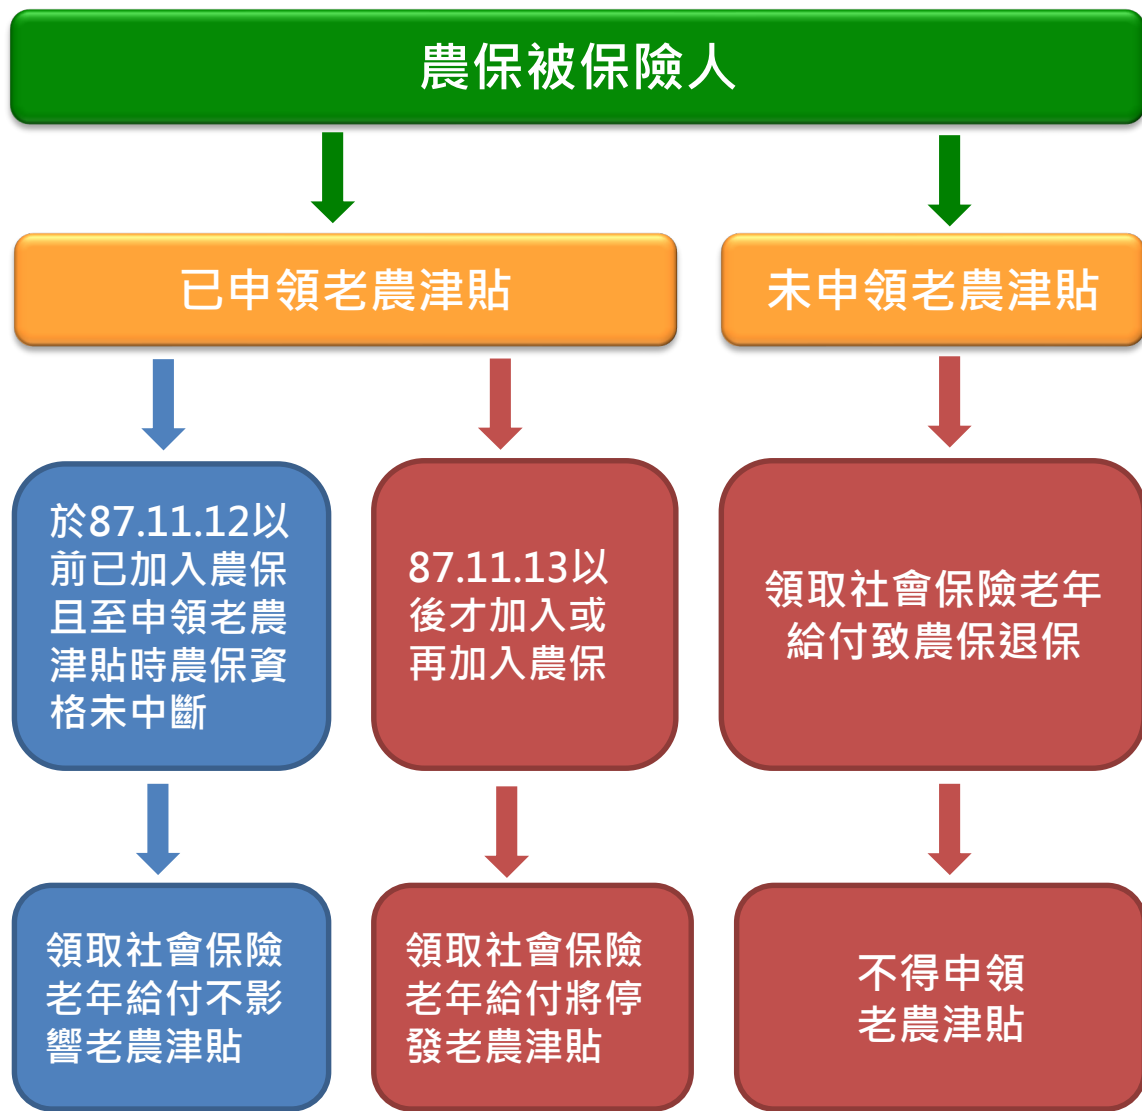 農保被保險人
已申領老農津貼
未申領老農津貼
於87.11.12以
前已加入農保
且至申領老農
津貼時農保資
格未中斷
87.11.13以
後才加入或
再加入農保
領取社會保險老年
給付致農保退保
領取社會保險
老年給付不影
響老農津貼
領取社會保險
老年給付將停
發老農津貼
不得申領
老農津貼